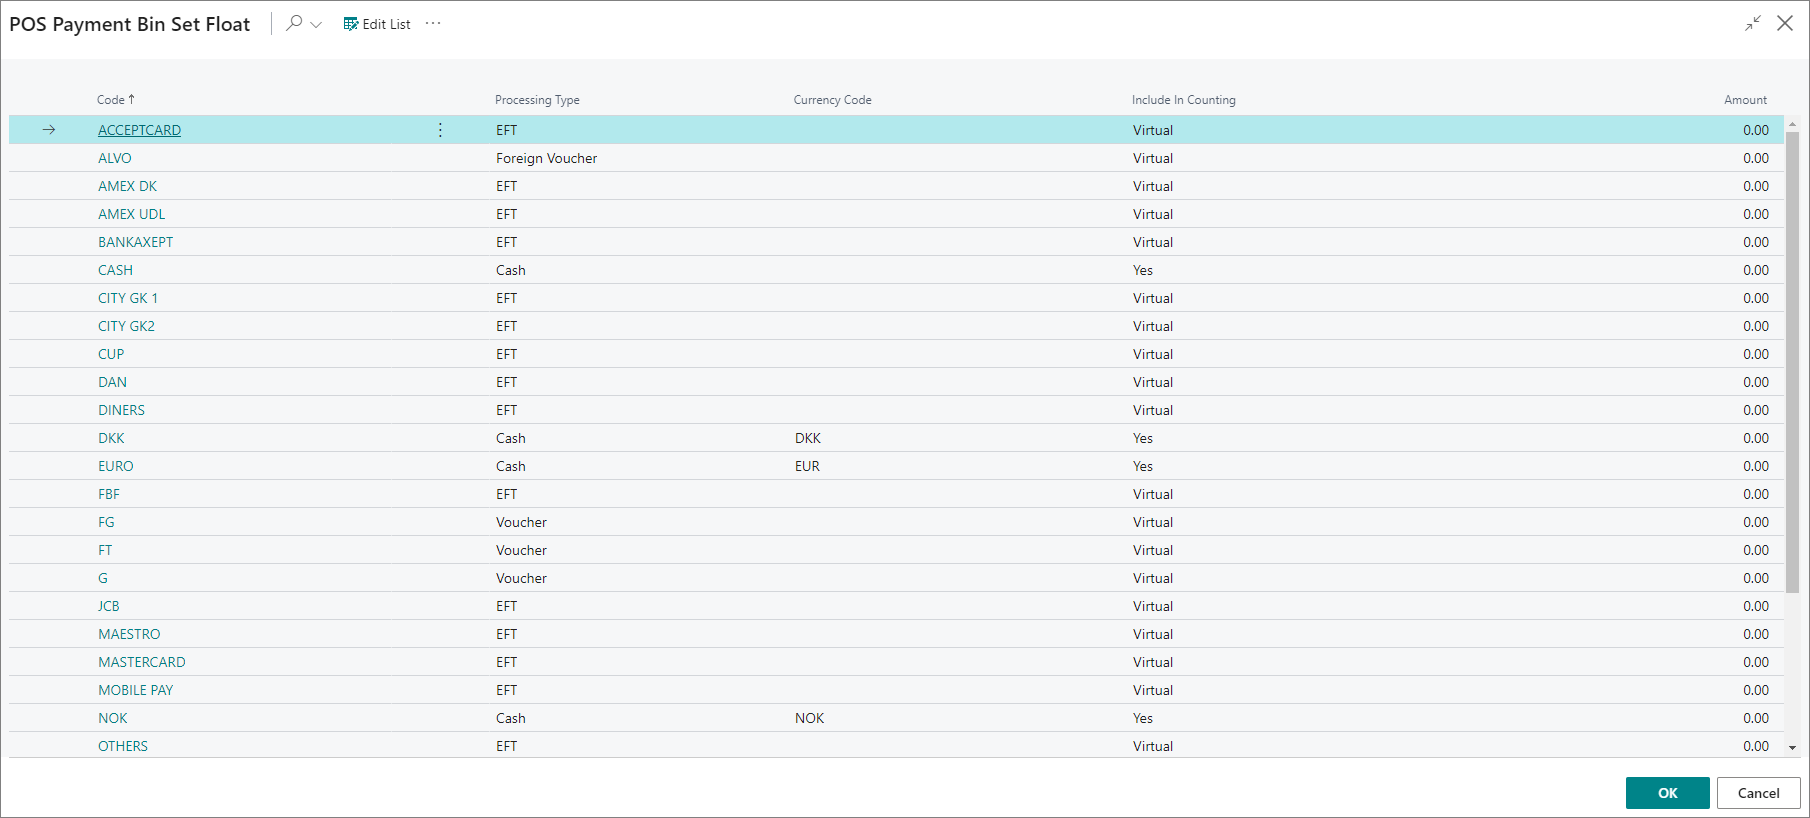 POS Payment Bin Set Float Edit List
Code Processing Type Currency Code Include In Counting Amount
ACCEPTCARD EFT Virtual 0.00
ALVO Foreign Voucher Virtual 0.00
AMEX DK EFT Virtual 0.00
AMEX UDL EFT Virtual 0.00
BANKAXEPT EFT Virtual 0.00
CASH Cash Yes 0.00
CITY GK 1 EFT Virtual 0.00
CITY GK2 EFT Virtual 0.00
CUP EFT Virtual 0.00
DAN EFT Virtual 0.00
DINERS EFT Virtual 0.00
DKK Cash DKK Yes 0.00
EURO Cash EUR Yes 0.00
FBF EFT Virtual 0.00
FG Voucher Virtual 0.00
FT Voucher Virtual 0.00
G Voucher Virtual 0.00
JCB EFT Virtual 0.00
MAESTRO EFT Virtual 0.00
MASTERCARD EFT Virtual 0.00
MOBILE PAY EFT Virtual 0.00
NOK Cash NOK Yes 0.00
OTHERS EFT Virtual 0.00
OK Cancel